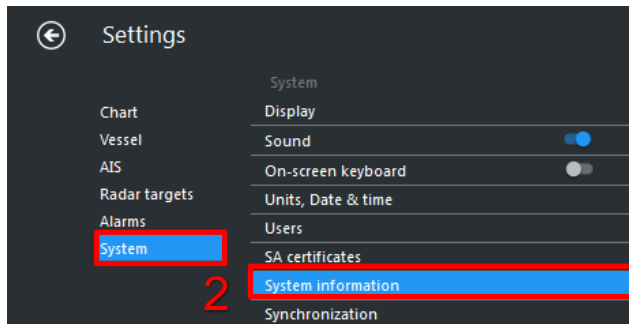 Settings
System
Chart
Vessel
AIS
Radar targets
Alarms
System
2
Display
Sound
On-screen keyboard
Units, Date & time
Users
SA certificates
System information
Synchronization